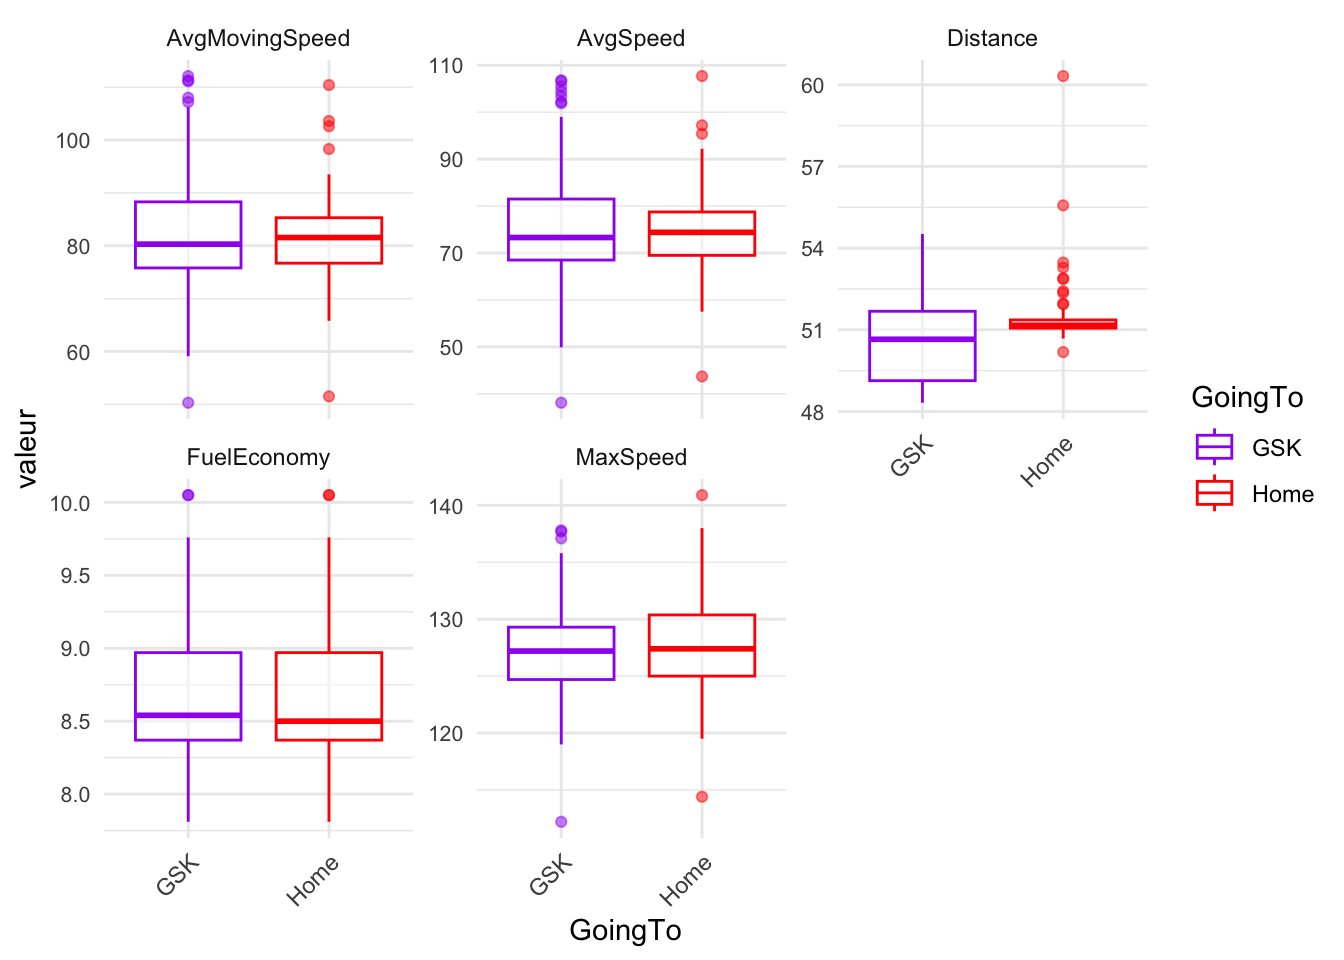 AvgMovingSpeed
AvgSpeed
Distance
100
80
60
110
90
70
50
60
57
54
51
48
GSK
Home
valeur
FuelEconomy
MaxSpeed
10.0
9.5
9.0
8.5
8.0
140
130
120
GSK
Home
GSK
Home
GoingTo
GoingTo
GSK
Home